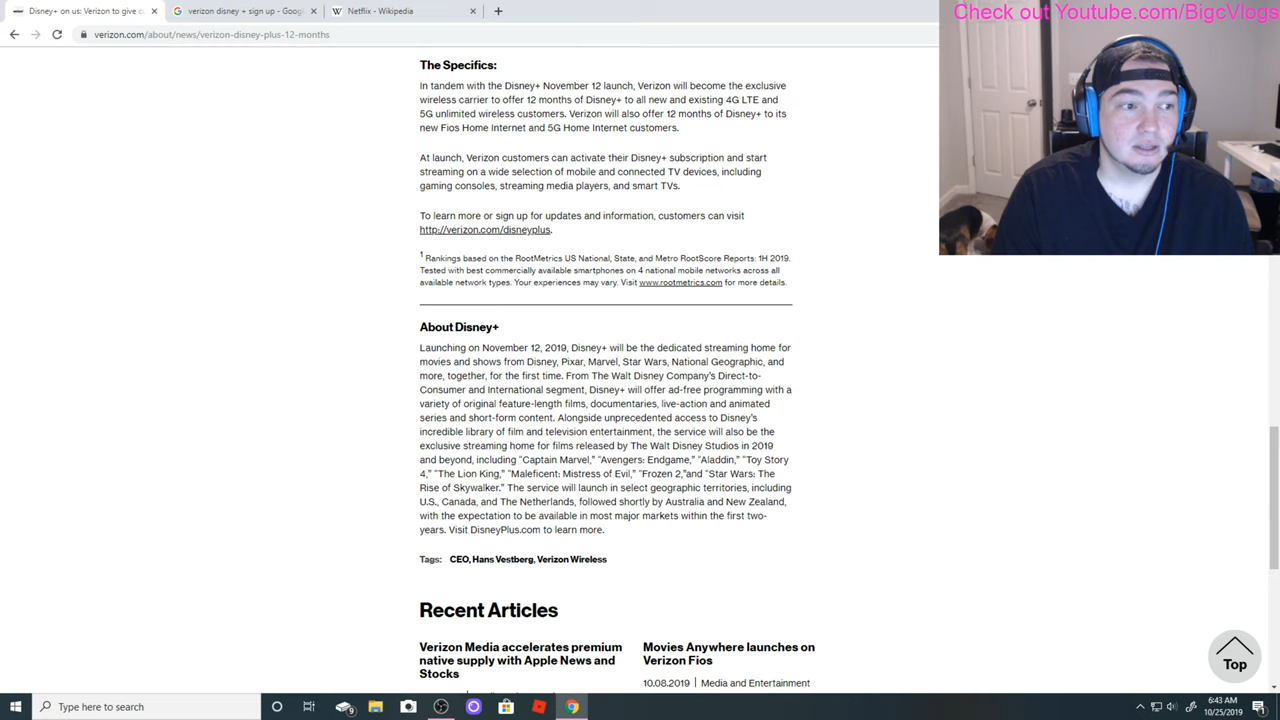 Disney+ on us: Verizon to give c
verizon disney + sign up - Goog
Netflix - Wikipedia
verizon.com/about/news/verizon-disney-plus-12-months
Check out Youtube.com/BigcVlogs
The Specifics:
In tandem with the Disney+ November 12 launch, Verizon will become the exclusive
wireless carrier to offer 12 months of Disney+ to all new and existing 4G LTE and
5G unlimited wireless customers. Verizon will also offer 12 months of Disney+ to its
new Fios Home Internet and 5G Home Internet customers.
At launch, Verizon customers can activate their Disney+ subscription and start
streaming on a wide selection of mobile and connected TV devices, including
gaming consoles, streaming media players, and smart TVs.
To learn more or sign up for updates and information, customers can visit
http://verizon.com/disneyplus.
1 Rankings based on the RootMetrics US National, State, and Metro RootScore Reports: 1H 2019.
Tested with best commercially available smartphones on 4 national mobile networks across all
available network types. Your experiences may vary. Visit www.rootmetrics.com for more details.
About Disney+
Launching on November 12, 2019, Disney+ will be the dedicated streaming home for
movies and shows from Disney, Pixar, Marvel, Star Wars, National Geographic, and
more, together, for the first time. From The Walt Disney Company's Direct-to-
Consumer and International segment, Disney+ will offer ad-free programming with a
variety of original feature-length films, documentaries, live-action and animated
series and short-form content. Alongside unprecedented access to Disney's
incredible library of film and television entertainment, the service will also be the
exclusive streaming home for films released by The Walt Disney Studios in 2019
and beyond, including "Captain Marvel," "Avengers: Endgame," "Aladdin," "Toy Story
4," "The Lion King," "Maleficent: Mistress of Evil," "Frozen 2,"and "Star Wars: The
Rise of Skywalker." The service will launch in select geographic territories, including
U.S., Canada, and The Netherlands, followed shortly by Australia and New Zealand,
with the expectation to be available in most major markets within the first two-
years. Visit DisneyPlus.com to learn more.
Tags: CEO, Hans Vestberg, Verizon Wireless
Recent Articles
Verizon Media accelerates premium
native supply with Apple News and
Stocks
Movies Anywhere launches on
Verizon Fios
10.08.2019 | Media and Entertainment
Top
Type here to search
9
6:43 AM
10/25/2019
1